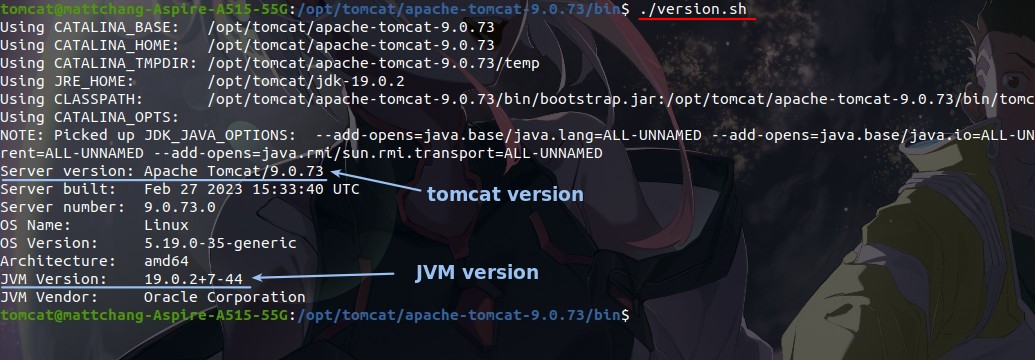 tomcat@mattchang-Aspire-A515-55G:/opt/tomcat/apache-tomcat-9.0.73/bin$ ./version.sh
Using CATALINA_BASE:   /opt/tomcat/apache-tomcat-9.0.73
Using CATALINA_HOME:   /opt/tomcat/apache-tomcat-9.0.73
Using CATALINA_TMPDIR: /opt/tomcat/apache-tomcat-9.0.73/temp
Using JRE_HOME:        /opt/tomcat/jdk-19.0.2
Using CLASSPATH:       /opt/tomcat/apache-tomcat-9.0.73/bin/bootstrap.jar:/opt/tomcat/apache-tomcat-9.0.73/bin/tomc
Using CATALINA_OPTS:
NOTE: Picked up JDK_JAVA_OPTIONS:  --add-opens=java.base/java.lang=ALL-UNNAMED --add-opens=java.base/java.io=ALL-UN
rent=ALL-UNNAMED --add-opens=java.rmi/sun.rmi.transport=ALL-UNNAMED
Server version: Apache Tomcat/9.0.73
Server built:   Feb 27 2023 15:33:40 UTC
tomcat version
Server number:  9.0.73.0
OS Name:        Linux
OS Version:     5.19.0-35-generic
Architecture:   amd64
JVM Version:    19.0.2+7-44
JVM version
JVM Vendor:     Oracle Corporation
tomcat@mattchang-Aspire-A515-55G:/opt/tomcat/apache-tomcat-9.0.73/bin$